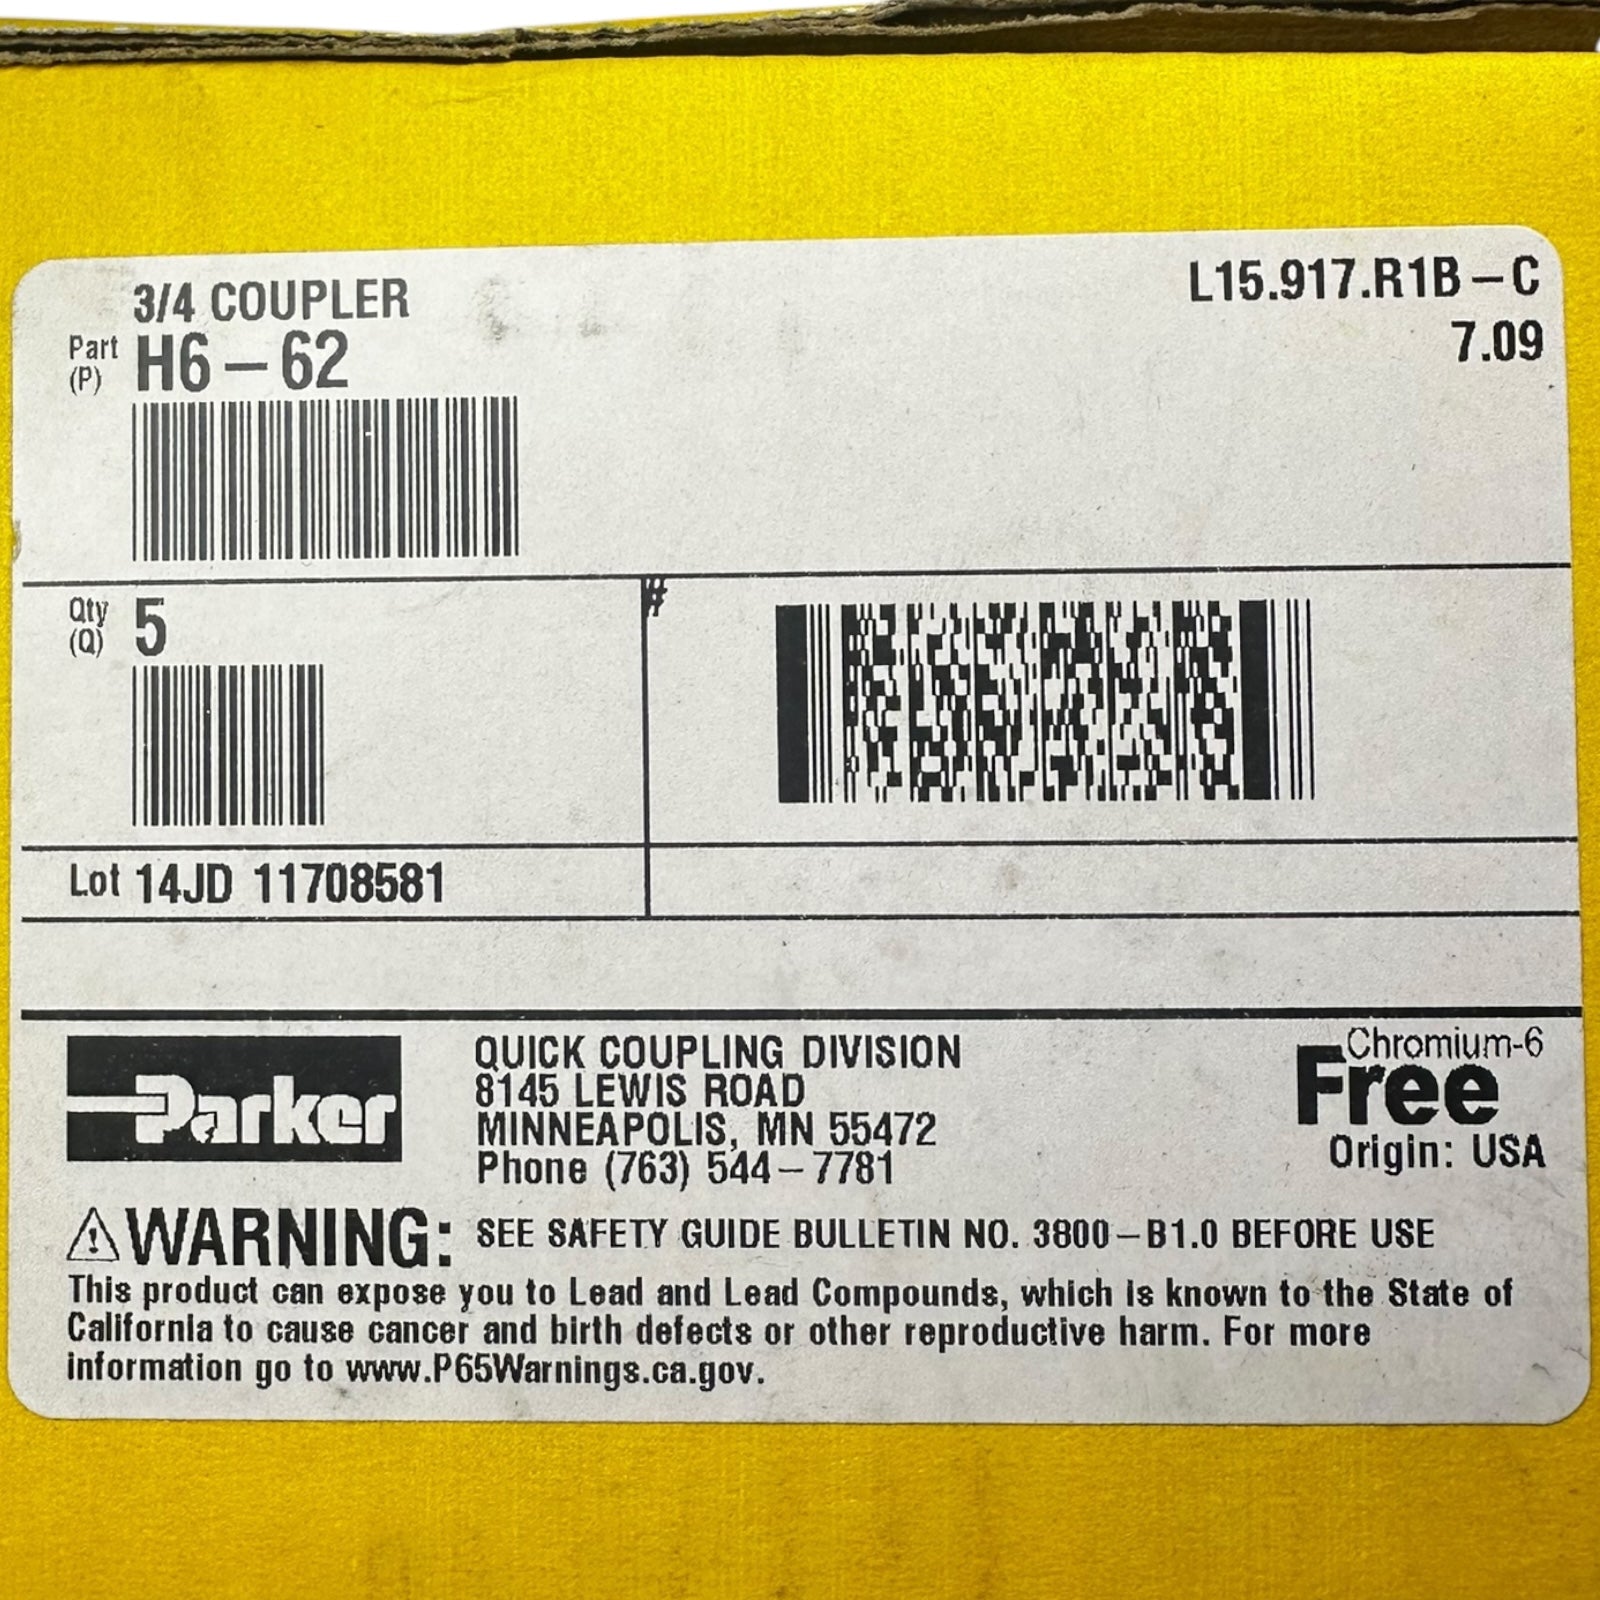 3/4 COUPLER
L15.917.R1B-C
Part
(P)
H6-62
7.09
Qty
(Q)
5
#
Lot 14JD 11708581
Parker
QUICK COUPLING DIVISION
8145 LEWIS ROAD
MINNEAPOLIS, MN 55472
Phone (763) 544-7781
Chromium-6
Free
Origin: USA
WARNING: SEE SAFETY GUIDE BULLETIN NO. 3800-B1.0 BEFORE USE
This product can expose you to Lead and Lead Compounds, which is known to the State of
California to cause cancer and birth defects or other reproductive harm. For more
information go to www.P65Warnings.ca.gov.